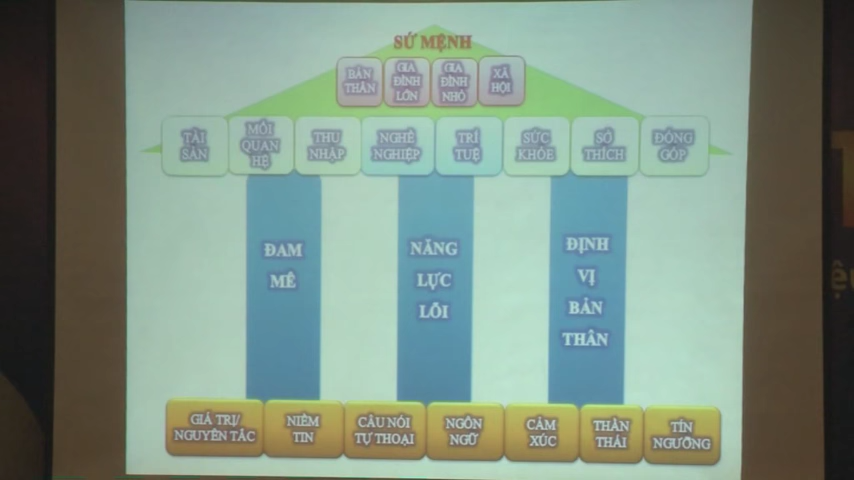 SỨ MỆNH
BẢN
THÂN
GIA
ĐÌNH
LỚN
GIA
ĐÌNH
NHỎ
XÃ
HỘI
TÀI
SẢN
MỐI
QUAN
HỆ
THU
NHẬP
NGHỀ
NGHIỆP
TRÍ
TUỆ
SỨC
KHỎE
SỞ
THÍCH
ĐÓNG
GÓP
ĐAM
MÊ
NĂNG
LỰC
LÕI
ĐỊNH
VỊ
BẢN
THÂN
GIÁ TRỊ/
NGUYÊN TẮC
NIỀM
TIN
CÂU NÓI
TỰ THOẠI
NGÔN
NGỮ
CẢM
XÚC
THẦN
THÁI
TÍN
NGƯỠNG